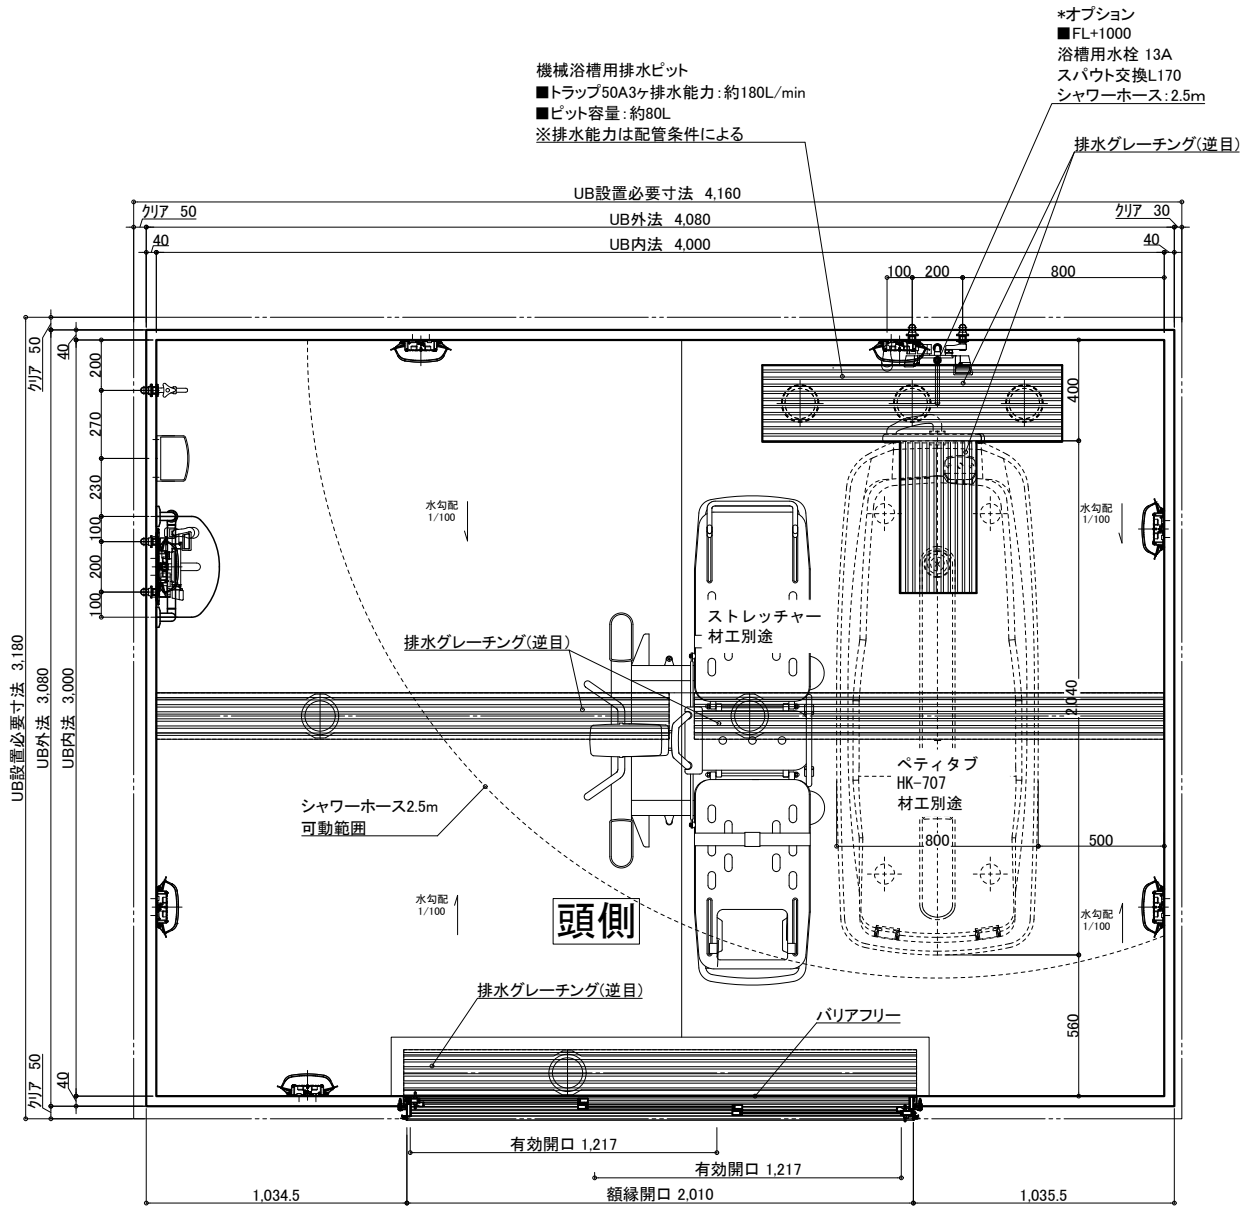 *オプション
■FL+1000
浴槽用水栓 13A
スパウト交換L170
シャワーホース:2.5m
機械浴槽用排水ピット
■トラップ50A3ヶ排水能力:約180L/min
■ピット容量:約80L
※排水能力は配管条件による
排水グレーチング(逆目)
UB設置必要寸法 4,160
クリア 50
UB外法 4,080
クリア 30
40
UB内法 4,000
40
100
200
800
クリア 50
40
200
270
230
100
200
100
UB設置必要寸法 3,180
UB外法 3,080
UB内法 3,000
クリア 50
40
400
水勾配
1/100
水勾配
1/100
ストレッチャー
材工別途
排水グレーチング(逆目)
2,040
ペティタブ
HK-707
材工別途
シャワーホース2.5m
可動範囲
800
500
水勾配
1/100
頭側
水勾配
1/100
排水グレーチング(逆目)
バリアフリー
560
有効開口 1,217
有効開口 1,217
1,034.5
額縁開口 2,010
1,035.5